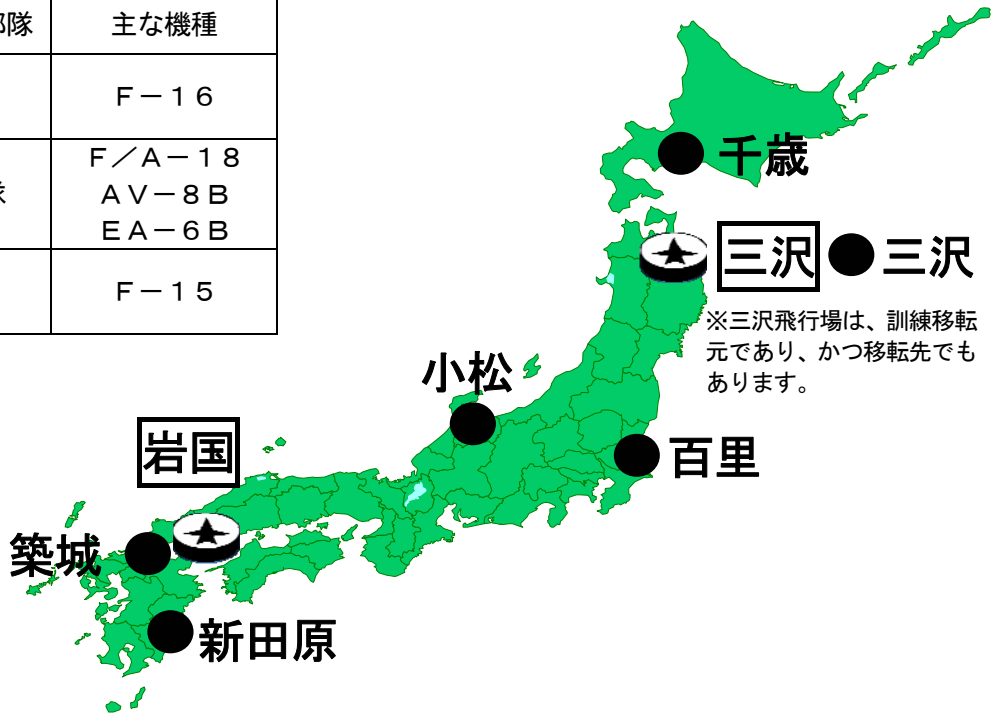 部隊 主な機種
F－16
F／A－18
隊
AV－8B
EA－6B
F－15
千歳
三沢 三沢
※三沢飛行場は、訓練移転
元であり、かつ移転先でも
あります。
小松
百里
岩国
築城
新田原